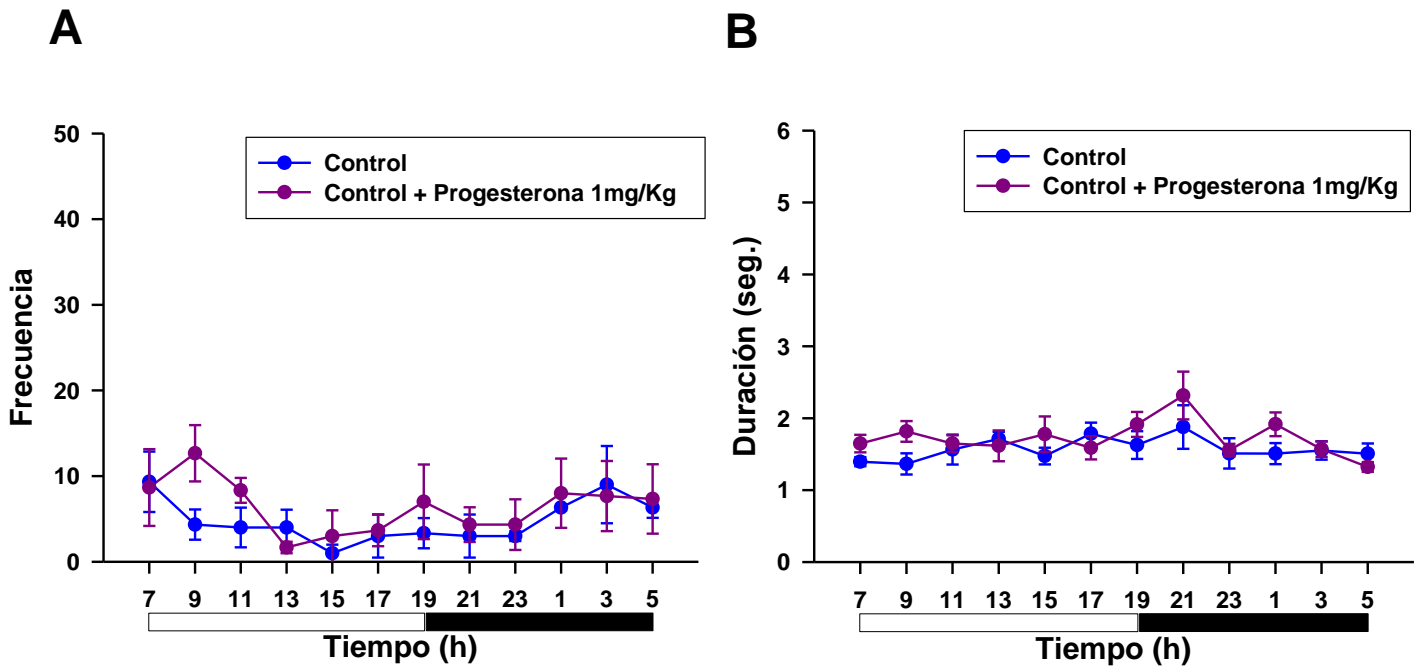 A
50
40
30
20
10
0
Frecuencia
Control
Control + Progesterona 1mg/Kg
7 9 11 13 15 17 19 21 23 1 3 5
Tiempo (h)
B
6
5
4
3
2
1
0
Duración (seg.)
Control
Control + Progesterona 1mg/Kg
7 9 11 13 15 17 19 21 23 1 3 5
Tiempo (h)